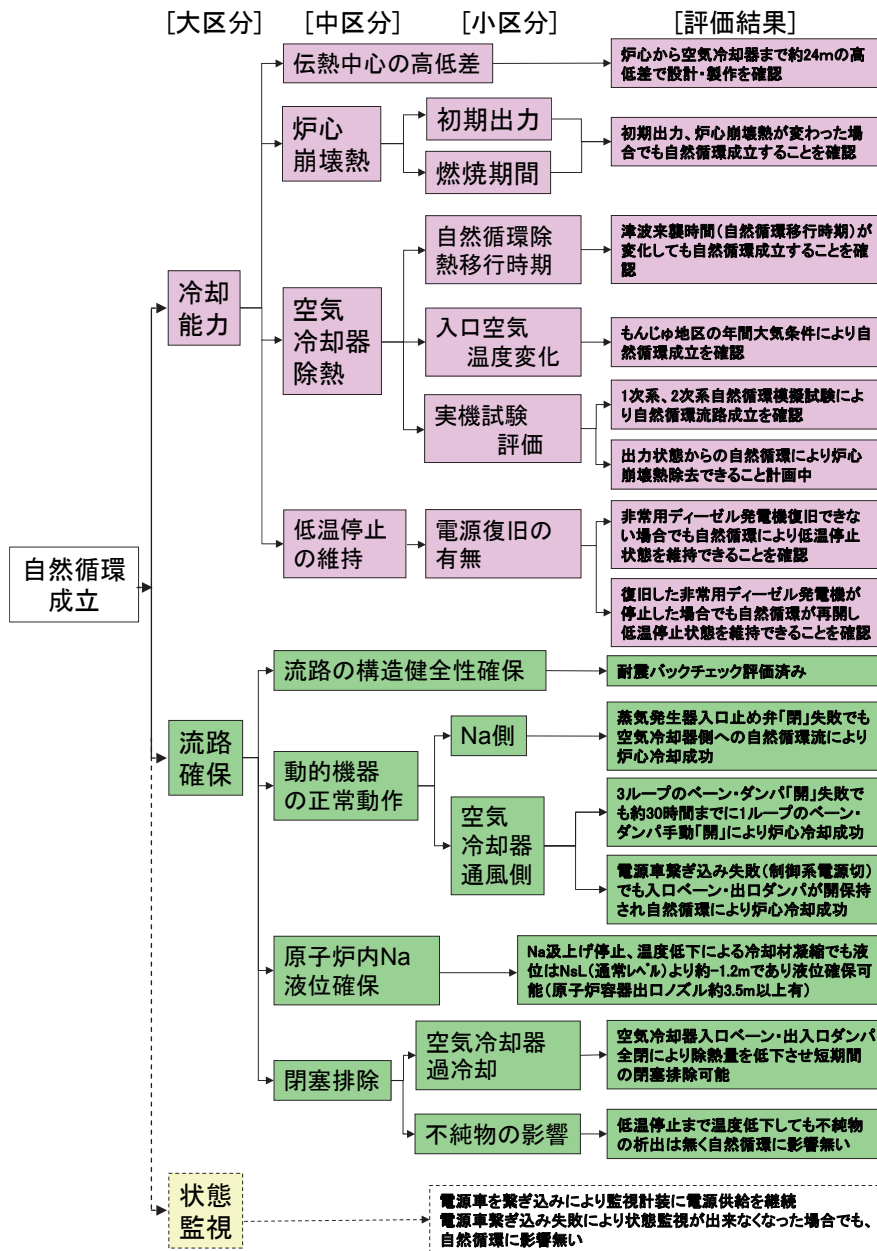 [大区分] [中区分] [小区分] [評価結果]
伝熱中心の高低差
炉心から空気冷却器まで約24mの高
低差で設計・製作を確認
炉心
崩壊熱
初期出力
燃焼期間
初期出力、炉心崩壊熱が変わった場
合でも自然循環成立することを確認
冷却
能力
空気
冷却器
除熱
自然循環除
熱移行時期
津波来襲時間(自然循環移行時期)が
変化しても自然循環成立することを確
認
入口空気
温度変化
もんじゅ地区の年間大気条件により自
然循環成立を確認
実機試験
評価
1次系、2次系自然循環模擬試験によ
り自然循環流路成立を確認
出力状態からの自然循環により炉心
崩壊熱除去できること計画中
低温停止
の維持
電源復旧の
有無
非常用ディーゼル発電機復旧できな
い場合でも自然循環により低温停止
状態を維持できることを確認
復旧した非常用ディーゼル発電機が
停止した場合でも自然循環が再開し
低温停止状態を維持できることを確認
自然循環
成立
流路
確保
流路の構造健全性確保
耐震バックチェック評価済み
動的機器
の正常動作
Na側
蒸気発生器入口止め弁「閉」失敗でも
空気冷却器側への自然循環流により
炉心冷却成功
空気
冷却器
通風側
3ループのベーン・ダンパ「開」失敗で
も約30時間までに1ループのベーン・
ダンパ手動「開」により炉心冷却成功
電源車繋ぎ込み失敗(制御系電源切)
でも入口ベーン・出口ダンパが開保持
され自然循環により炉心冷却成功
原子炉内Na
液位確保
Na汲上げ停止、温度低下による冷却材凝縮でも液
位はNsL(通常レベル)より約-1.2mであり液位確保可
能(原子炉容器出口ノズル約3.5m以上有)
閉塞排除
空気冷却器
過冷却
空気冷却器入口ベーン・出入口ダンパ
全閉により除熱量を低下させ短期間
の閉塞排除可能
不純物の影響
低温停止まで温度低下しても不純物
の析出は無く自然循環に影響無い
状態
監視
電源車を繋ぎ込みにより監視計装に電源供給を継続
電源車繋ぎ込み失敗により状態監視が出来なくなった場合でも、
自然循環に影響無い